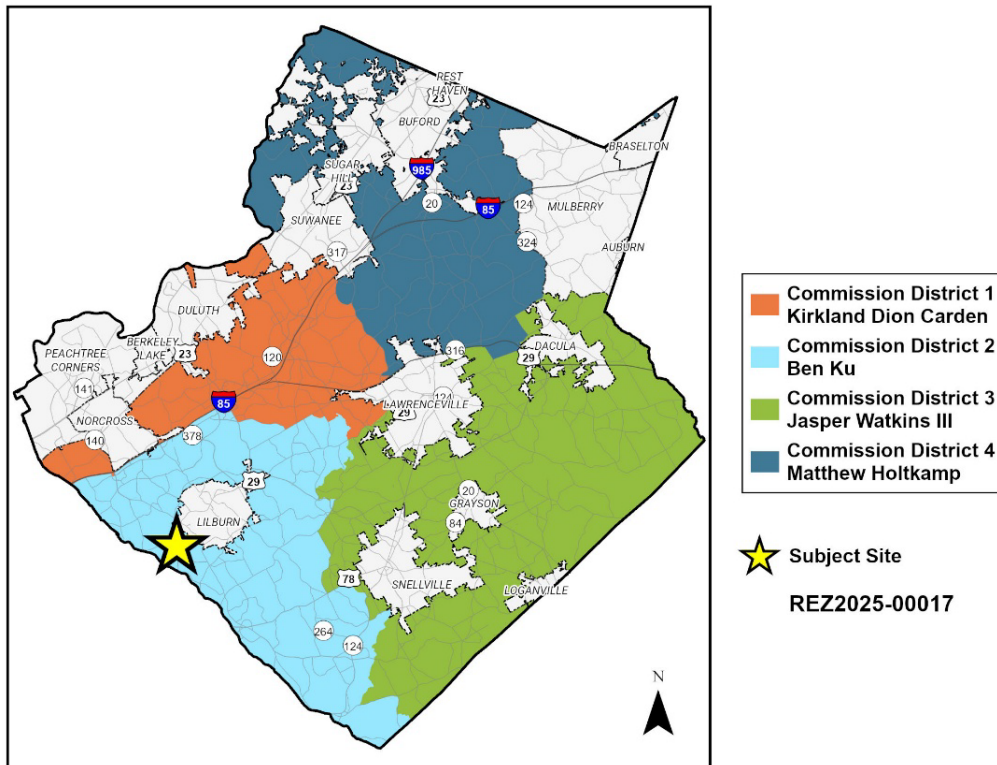 REST
HAVEN
23
BUFORD
BRASELTON
SUGAR
HILL
23
985
20
85
124
MULBERRY
SUWANEE
324
AUBURN
317
DULUTH
BERKELEY
LAKE
23
PEACHTREE
CORNERS
120
316
29
DACULA
141
85
124
LAWRENCEVILLE
29
NORCROSS
140
378
29
LILBURN
20
GRAYSON
84
78
SNELLVILLE
LOGANVILLE
264
124
N
Commission District 1
Kirkland Dion Carden
Commission District 2
Ben Ku
Commission District 3
Jasper Watkins III
Commission District 4
Matthew Holtkamp
Subject Site
REZ2025-00017